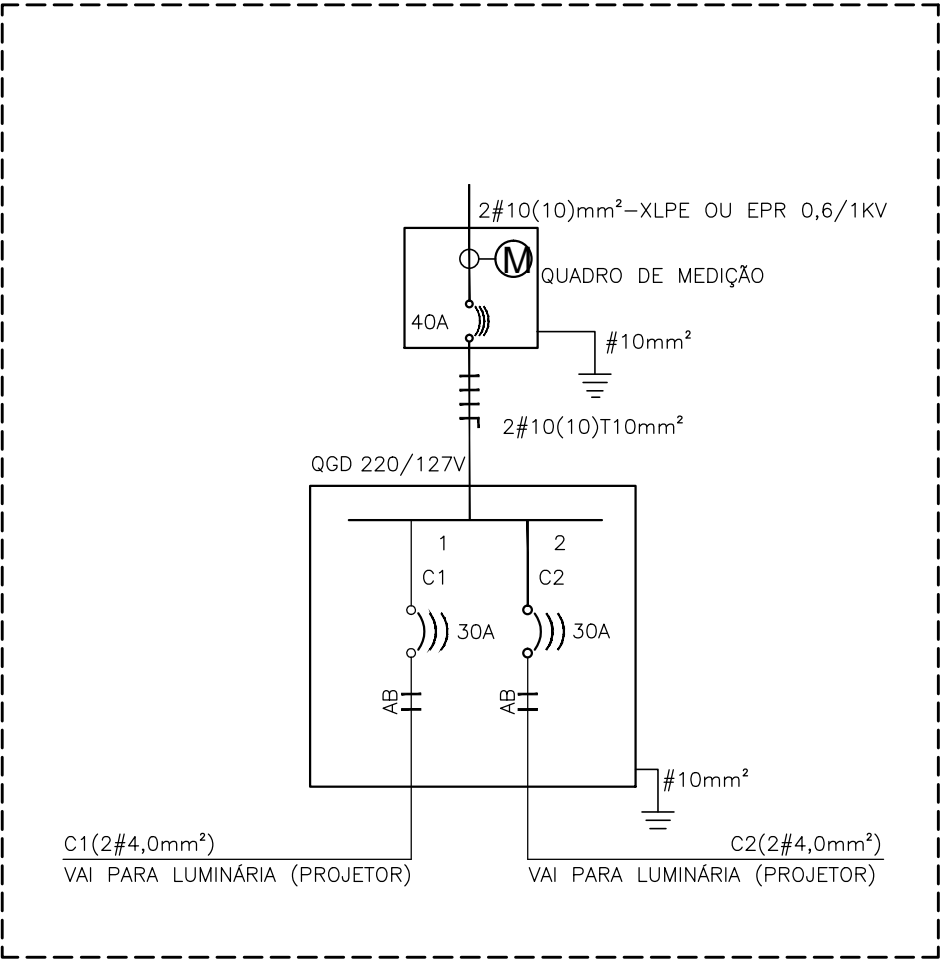 2#10(10)mm²-XLPE OU EPR 0,6/1KV
M
QUADRO DE MEDIÇÃO
40A
#10mm²
2#10(10)T10mm²
QGD 220/127V
1
2
C1
C2
30A
30A
AB
AB
#10mm²
C1(2#4,0mm²)
VAI PARA LUMINÁRIA (PROJETOR)
C2(2#4,0mm²)
VAI PARA LUMINÁRIA (PROJETOR)